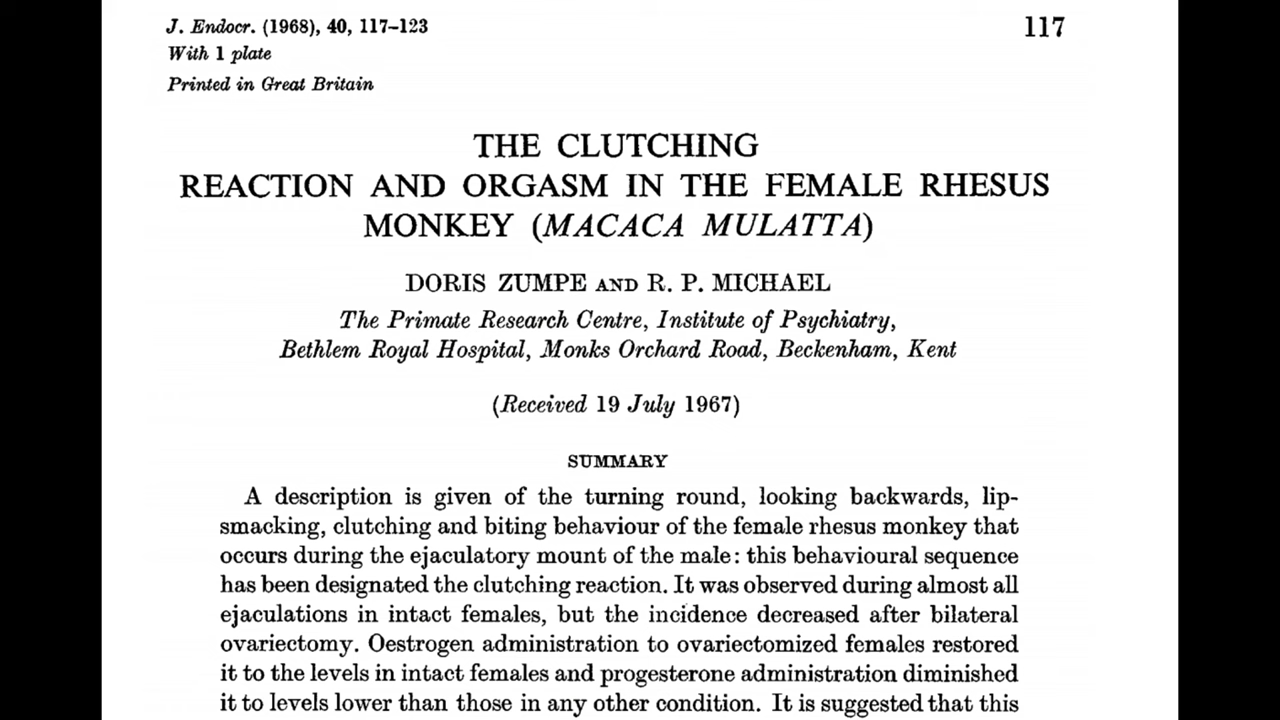 J. Endocr. (1968), 40, 117–123
117
With 1 plate
Printed in Great Britain
THE CLUTCHING
REACTION AND ORGASM IN THE FEMALE RHESUS
MONKEY (MACACA MULATTA)
DORIS ZUMPE AND R. P. MICHAEL
The Primate Research Centre, Institute of Psychiatry,
Bethlem Royal Hospital, Monks Orchard Road, Beckenham, Kent
(Received 19 July 1967)
SUMMARY
A description is given of the turning round, looking backwards, lip-
smacking, clutching and biting behaviour of the female rhesus monkey that
occurs during the ejaculatory mount of the male: this behavioural sequence
has been designated the clutching reaction. It was observed during almost all
ejaculations in intact females, but the incidence decreased after bilateral
ovariectomy. Oestrogen administration to ovariectomized females restored
it to the levels in intact females and progesterone administration diminished
it to levels lower than those in any other condition. It is suggested that this